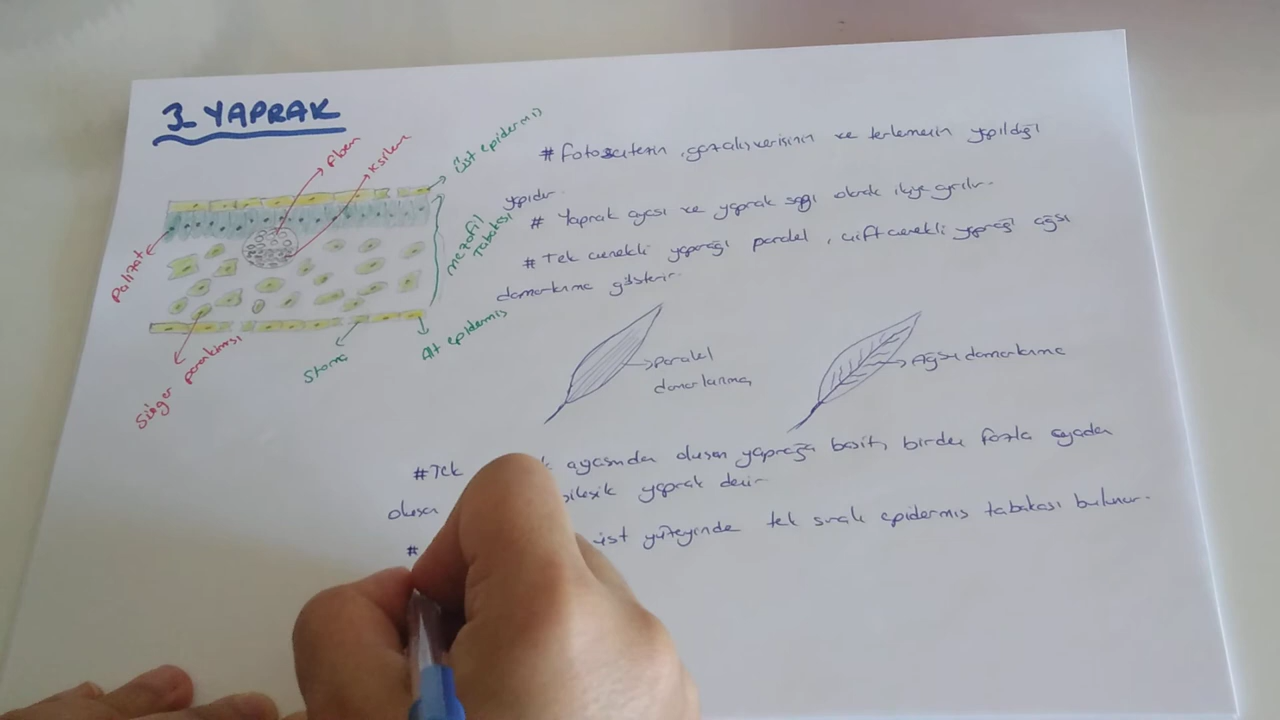 3_ YAPRAK
Floem
Ksilem
Üst epidermis
Palizat
mezofil
tabakası
Alt epidermis
Stoma
Sünger parankiması
# Fotosentezin, gaz alışverişinin ve terlemenin yapıldığı
yapıdır.
# Yaprak ayası ve yaprak sapı olarak ikiye ayrılır.
# Tek çenekli yaprağı paralel, çift çenekli yaprağı ağsı
damarlanma gösterir.
Paralel
damarlanma
Ağsı damarlanma
# Tek ayasından oluşan yaprağa basit, birden fazla ayadan
oluşan bileşik yaprak denir.
# üst yüzeyinde tek sıralı epidermis tabakası bulunur.